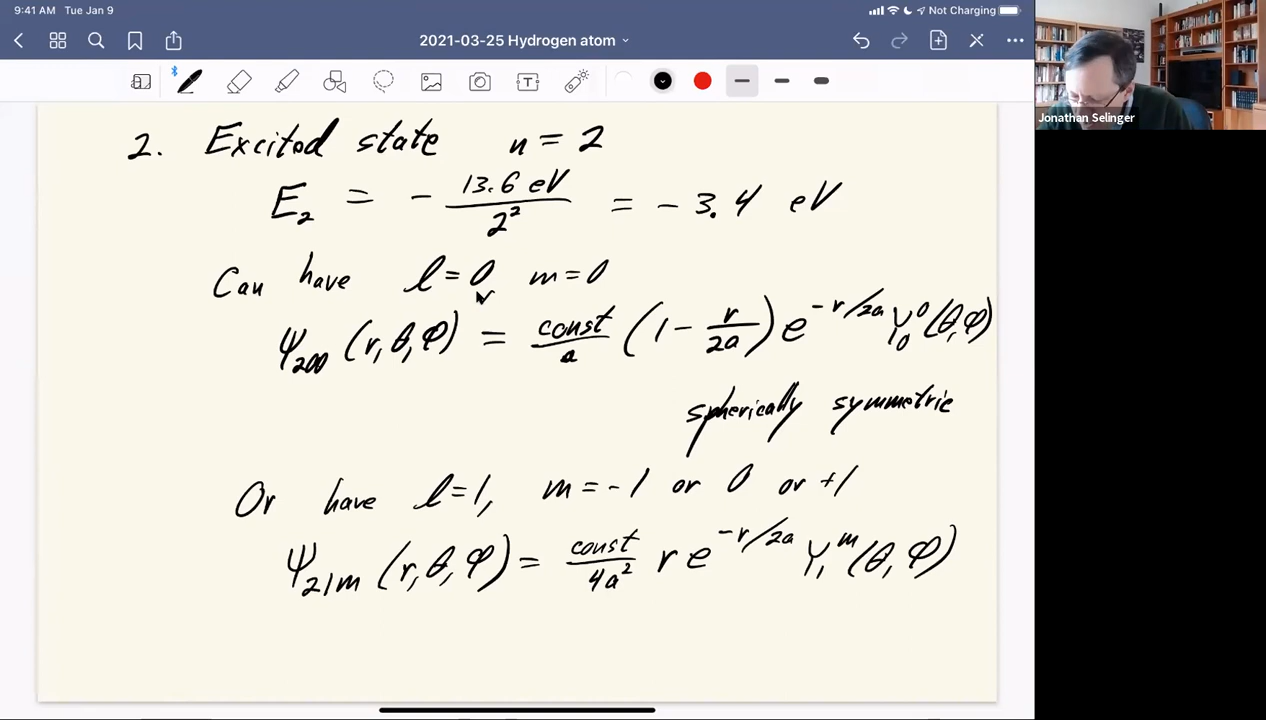 9:41 AM Tue Jan 9
Not Charging
2021-03-25 Hydrogen atom
Jonathan Selinger
2. Excited state n = 2
E₂ = - 13.6 eV / 2² = - 3.4 eV
Can have l = 0 m = 0
ψ₂₀₀ (r, θ, φ) = const/a (1 - r/2a) e^(-r/2a) Y₀⁰(θ, φ)
spherically symmetric
Or have l = 1, m = -1 or 0 or +1
ψ₂₁ₘ (r, θ, φ) = const/4a² r e^(-r/2a) Y₁ᵐ(θ, φ)